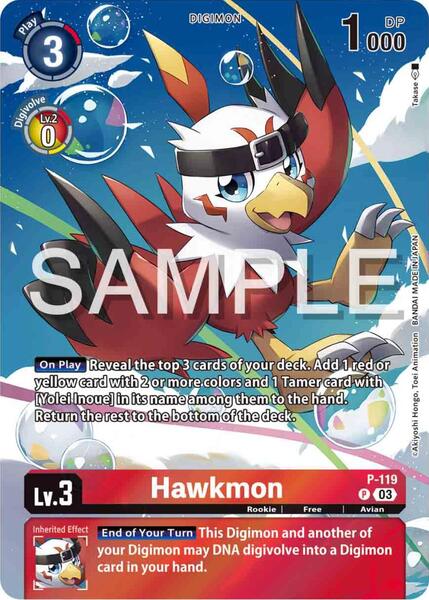 Play
3
DIGIMON
DP
1000
Digivolve
Lv.2
0
Takase
SAMPLE
©Akiyoshi Hongo, Toei Animation BANDAI MADE IN JAPAN
On Play Reveal the top 3 cards of your deck. Add 1 red or
yellow card with 2 or more colors and 1 Tamer card with
[Yolei Inoue] in its name among them to the hand.
Return the rest to the bottom of the deck.
Lv.3
Hawkmon
P-119
P 03
Rookie | Free | Avian
Inherited Effect
End of Your Turn This Digimon and another of
your Digimon may DNA digivolve into a Digimon
card in your hand.